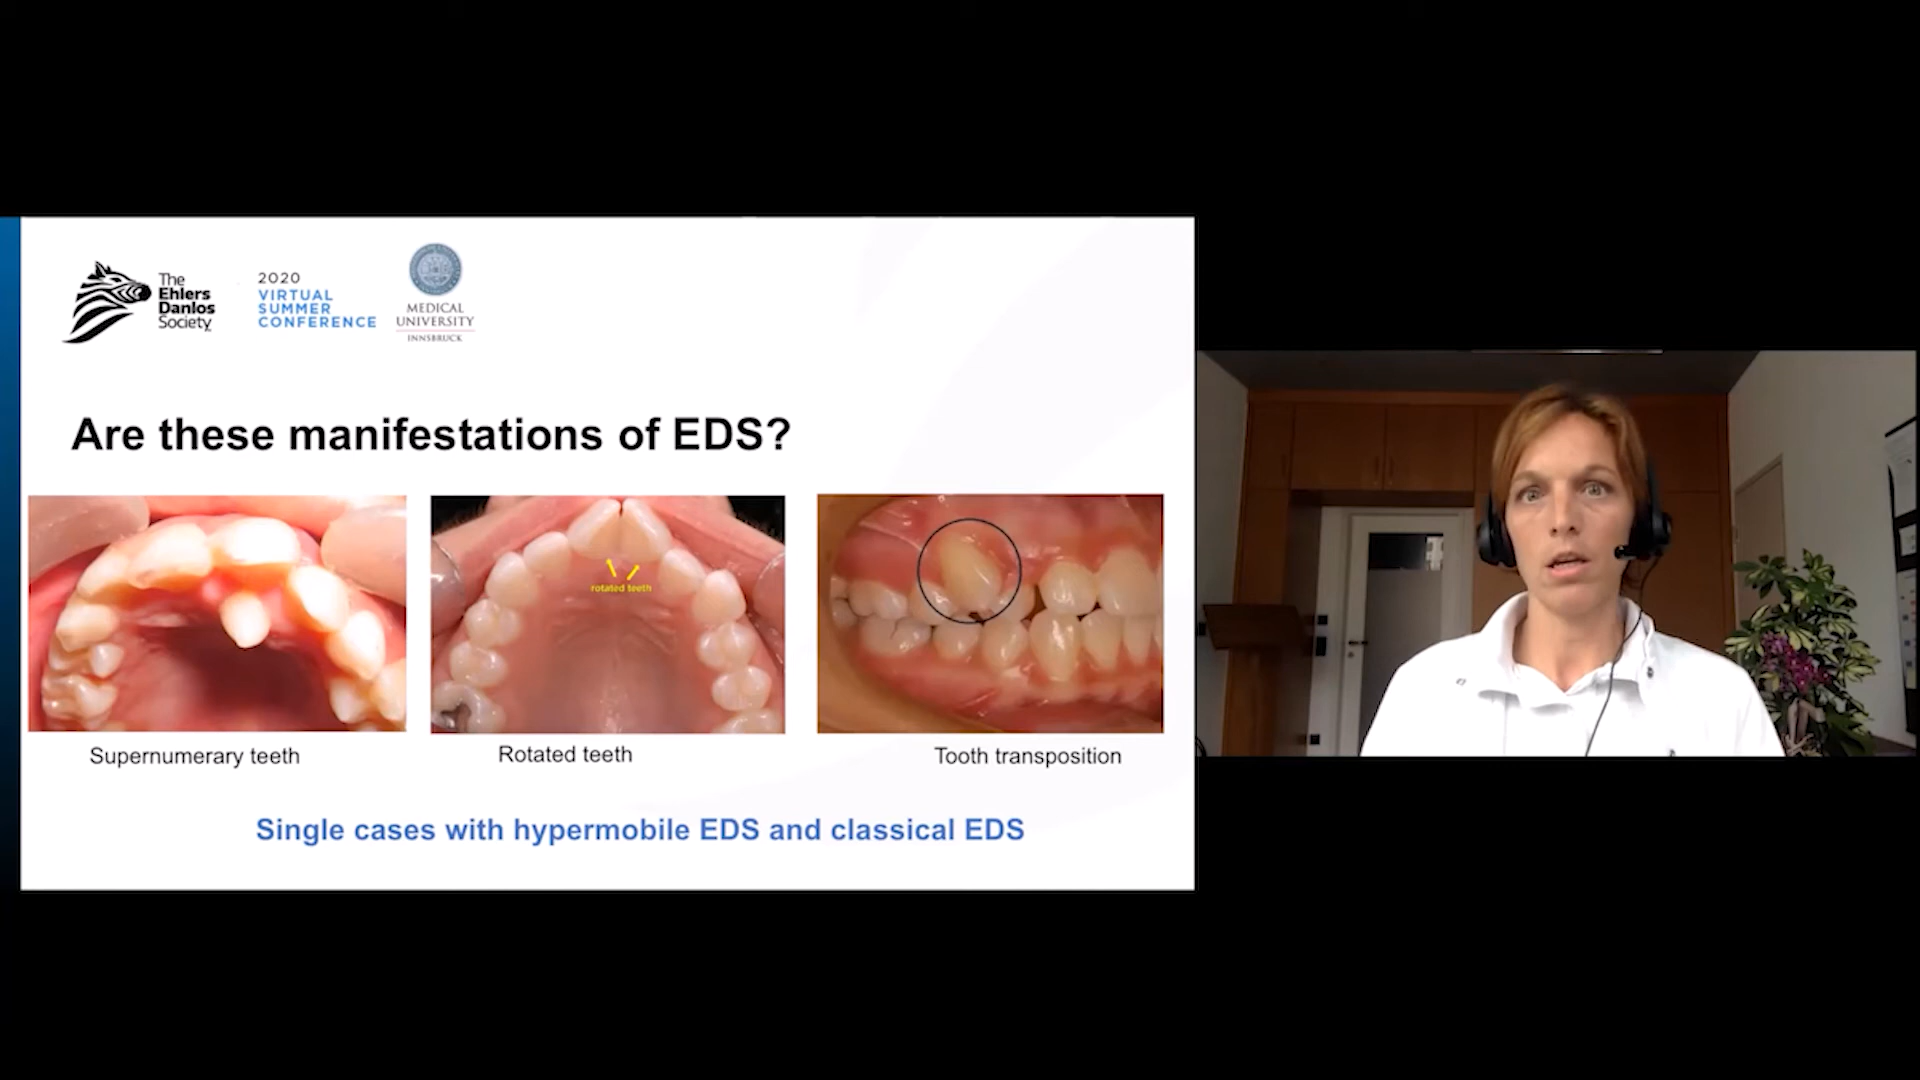 The
Ehlers
Danlos
Society
2020
VIRTUAL
SUMMER
CONFERENCE
MEDICAL
UNIVERSITY
INNSBRUCK
Are these manifestations of EDS?
rotated teeth
Supernumerary teeth
Rotated teeth
Tooth transposition
Single cases with hypermobile EDS and classical EDS